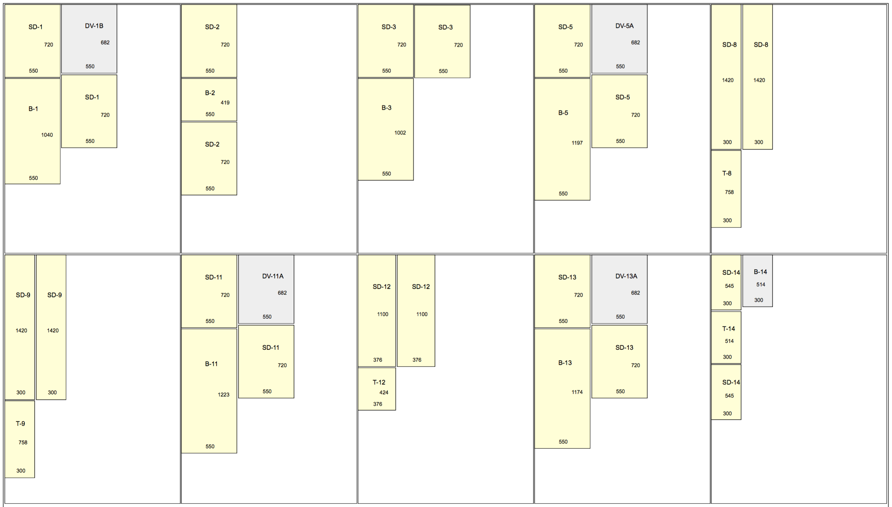 SD-1
720
550
DV-1B
682
550
B-1
1040
550
SD-1
720
550
SD-2
720
550
B-2
419
550
SD-2
720
550
SD-3
720
550
SD-3
720
550
B-3
1002
550
SD-5
720
550
DV-5A
682
550
B-5
1197
550
SD-5
720
550
SD-8
1420
300
SD-8
1420
300
T-8
758
300
SD-9
1420
300
SD-9
1420
300
T-9
758
300
SD-11
720
550
DV-11A
682
550
B-11
1223
550
SD-11
720
550
SD-12
1100
376
SD-12
1100
376
T-12
424
376
SD-13
720
550
DV-13A
682
550
B-13
1174
550
SD-13
720
550
SD-14
545
300
B-14
514
300
T-14
514
300
SD-14
545
300